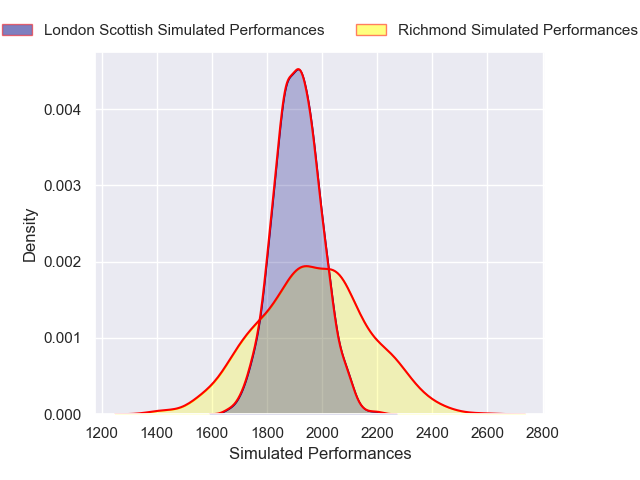 London Scottish Simulated Performances Richmond Simulated Performances
0.004
0.003
0.002
0.001
0.000
Density
1200 1400 1600 1800 2000 2200 2400 2600 2800
Simulated Performances